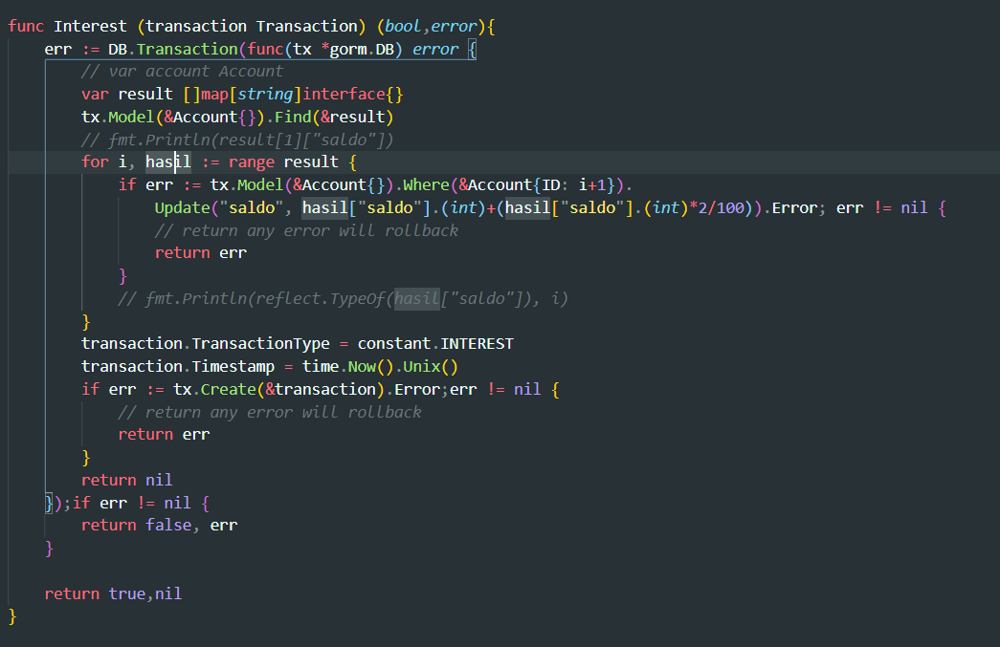 func Interest (transaction Transaction) (bool,error){
    err := DB.Transaction(func(tx *gorm.DB) error {
        // var account Account
        var result []map[string]interface{}
        tx.Model(&Account{}).Find(&result)
        // fmt.Println(result[1]["saldo"])
        for i, hasil := range result {
            if err := tx.Model(&Account{}).Where(&Account{ID: i+1}).
                Update("saldo", hasil["saldo"].(int)+(hasil["saldo"].(int)*2/100)).Error; err != nil {
                // return any error will rollback
                return err
            }
            // fmt.Println(reflect.TypeOf(hasil["saldo"]), i)
        }
        transaction.TransactionType = constant.INTEREST
        transaction.Timestamp = time.Now().Unix()
        if err := tx.Create(&transaction).Error;err != nil {
            // return any error will rollback
            return err
        }
        return nil
    });if err != nil {
        return false, err
    }

    return true,nil
}